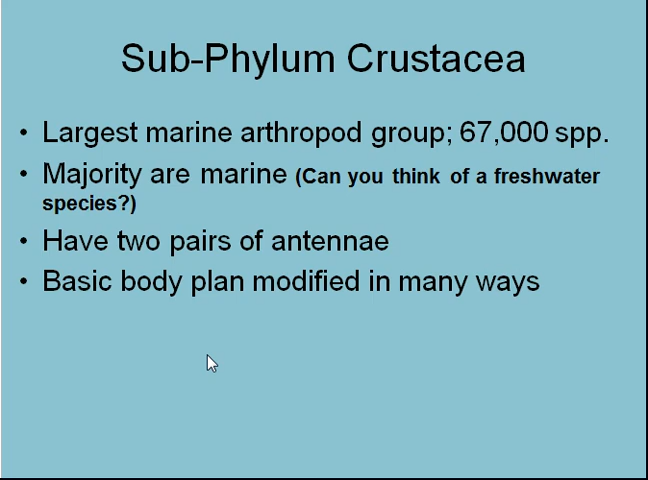 Sub-Phylum Crustacea
• Largest marine arthropod group; 67,000 spp.
• Majority are marine (Can you think of a freshwater
species?)
• Have two pairs of antennae
• Basic body plan modified in many ways